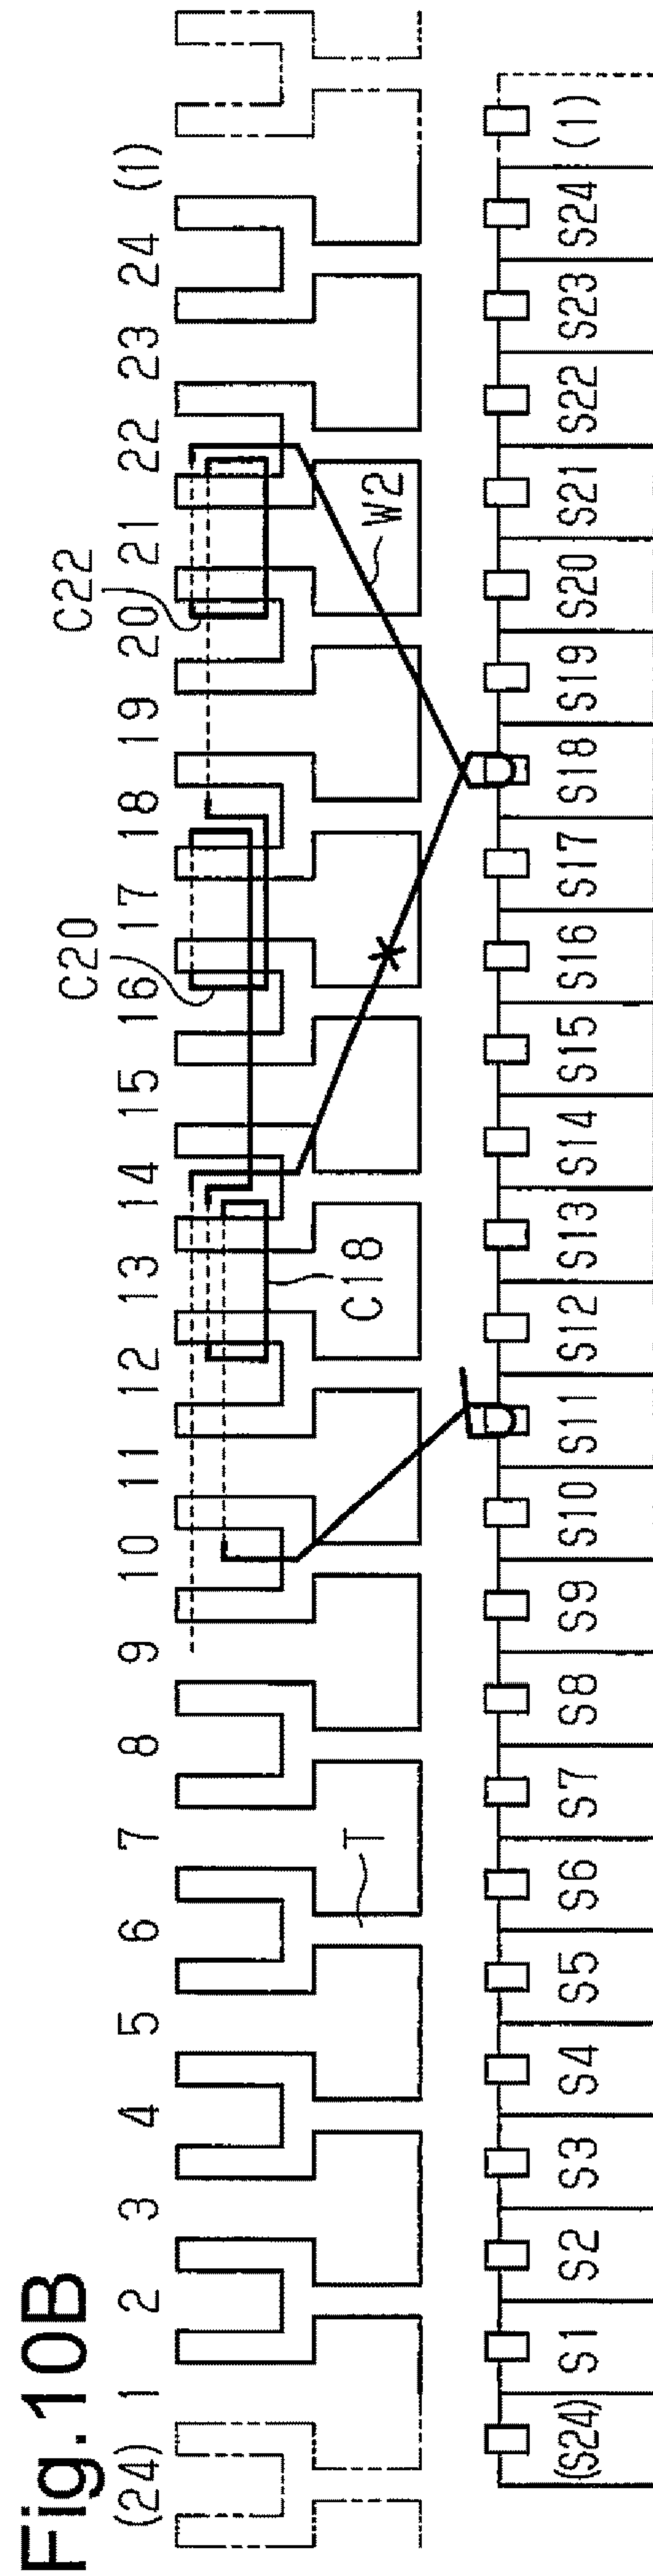 Fig.10B
(24) 1 2 3 4 5 6 7 8 9 10 11 12 13 14 15 16 17 18 19 20 21 22 23 24 (1)
C20 C22
T C18 W2
*
(S24) S1 S2 S3 S4 S5 S6 S7 S8 S9 S10 S11 S12 S13 S14 S15 S16 S17 S18 S19 S20 S21 S22 S23 S24 (1)